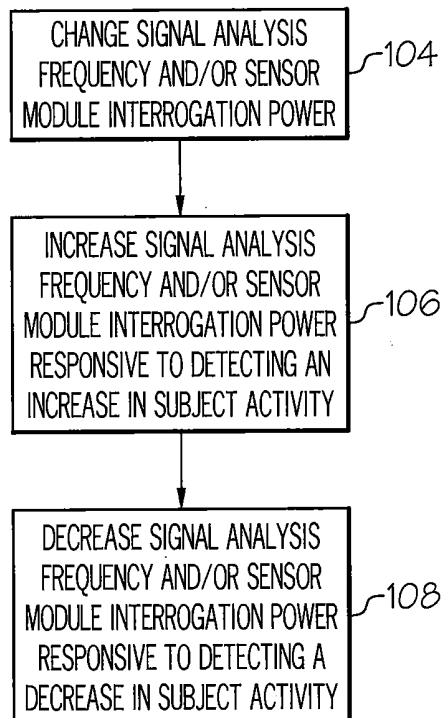 CHANGE SIGNAL ANALYSIS
FREQUENCY AND/OR SENSOR
MODULE INTERROGATION POWER
104
INCREASE SIGNAL ANALYSIS
FREQUENCY AND/OR SENSOR
MODULE INTERROGATION POWER
RESPONSIVE TO DETECTING AN
INCREASE IN SUBJECT ACTIVITY
106
DECREASE SIGNAL ANALYSIS
FREQUENCY AND/OR SENSOR
MODULE INTERROGATION POWER
RESPONSIVE TO DETECTING A
DECREASE IN SUBJECT ACTIVITY
108